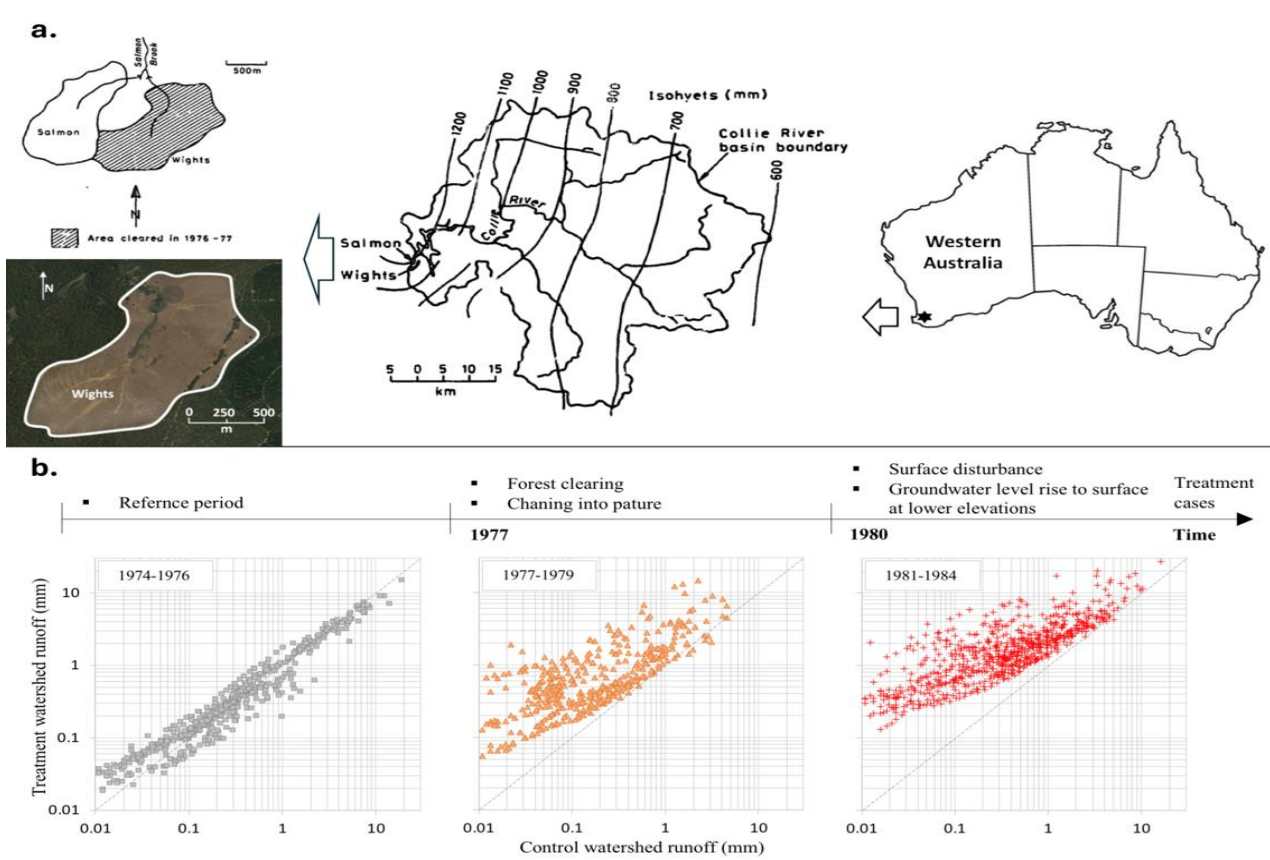 a.
Salmon
Brook
500m
Salmon
Wights
N
Area cleared in 1976-77
N
Wights
0 250 500
m
1200
1100
1000
900
800
700
600
Isohyets (mm)
Collie River
basin boundary
Collie River
Salmon
Wights
5 0 5 10 15
km
Western
Australia
b.
Refernce period
Forest clearing
Chaning into pature
Surface disturbance
Groundwater level rise to surface
at lower elevations
Treatment
cases
1977
1980
Time
1974-1976
1977-1979
1981-1984
Treatment watershed runoff (mm)
10
1
0.1
0.01
0.01 0.1 1 10
0.01 0.1 1 10
0.01 0.1 1 10
Control watershed runoff (mm)